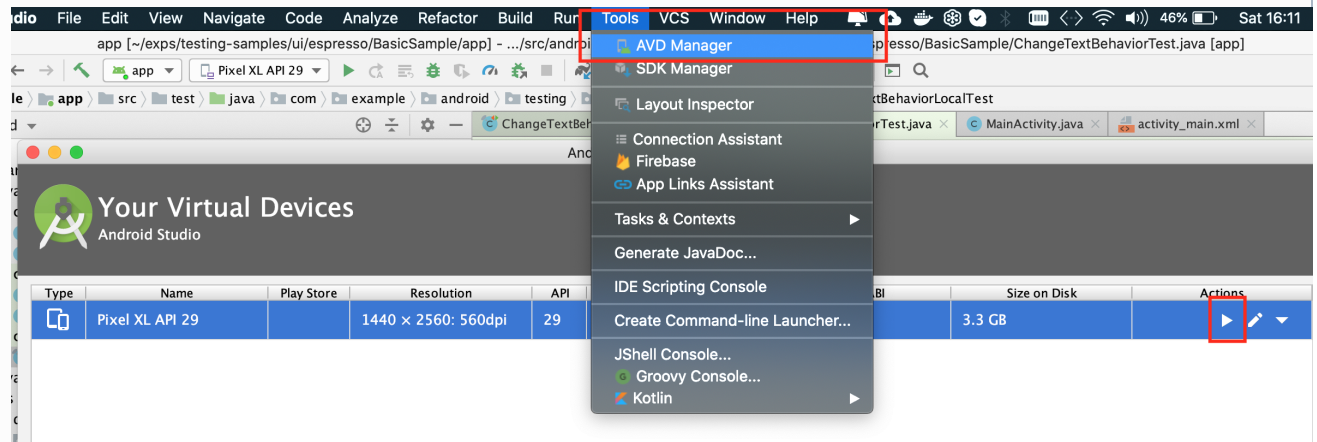 dio File Edit View Navigate Code Analyze Refactor Build Run Tools VCS Window Help 46% Sat 16:11
app [~/exps/testing-samples/ui/espresso/BasicSample/app] - .../src/androi spresso/BasicSample/ChangeTextBehaviorTest.java [app]
app Pixel XL API 29
le app src test java com example android testing xtBehaviorLocalTest
d ChangeTextBeh rTest.java MainActivity.java activity_main.xml
And
Your Virtual Devices
Android Studio
AVD Manager
SDK Manager
Layout Inspector
Connection Assistant
Firebase
App Links Assistant
Tasks & Contexts
Generate JavaDoc...
IDE Scripting Console
Create Command-line Launcher...
JShell Console...
G Groovy Console...
Kotlin
Type Name Play Store Resolution API BI Size on Disk Actions
Pixel XL API 29 1440 × 2560: 560dpi 29 3.3 GB